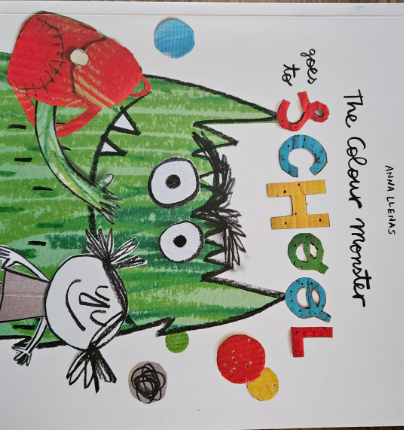 ANNA LLENAS
The Colour Monster
goes
to
SCHOOL